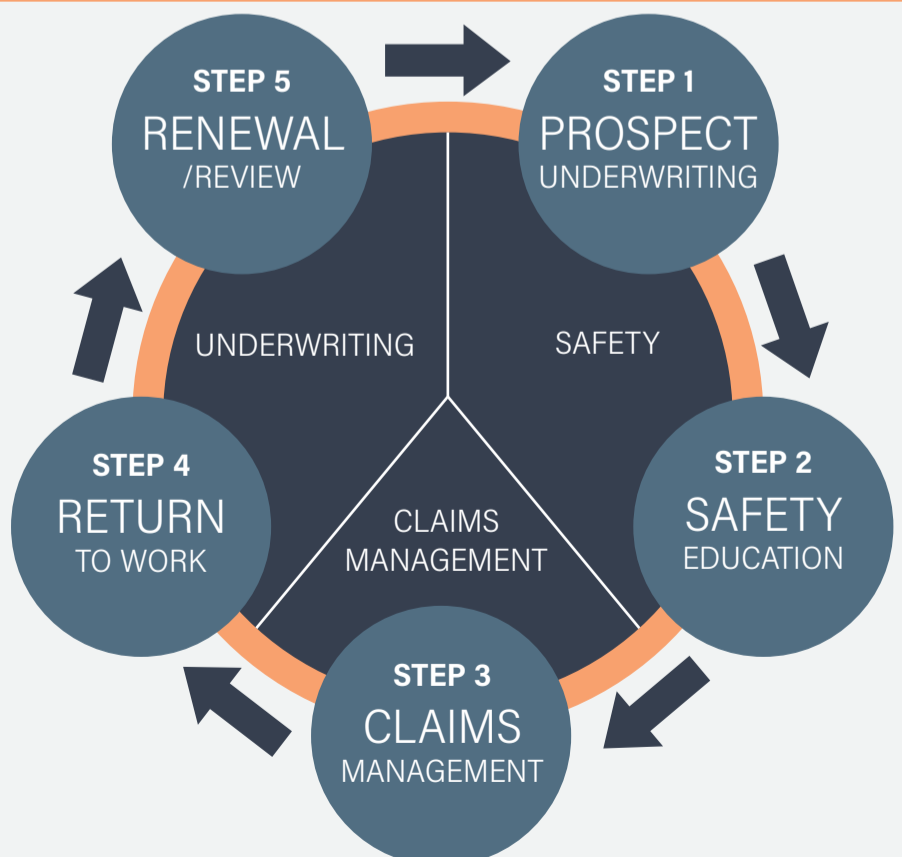 STEP 5
RENEWAL
/REVIEW
STEP 1
PROSPECT
UNDERWRITING
UNDERWRITING
SAFETY
STEP 4
RETURN
TO WORK
CLAIMS
MANAGEMENT
STEP 2
SAFETY
EDUCATION
STEP 3
CLAIMS
MANAGEMENT